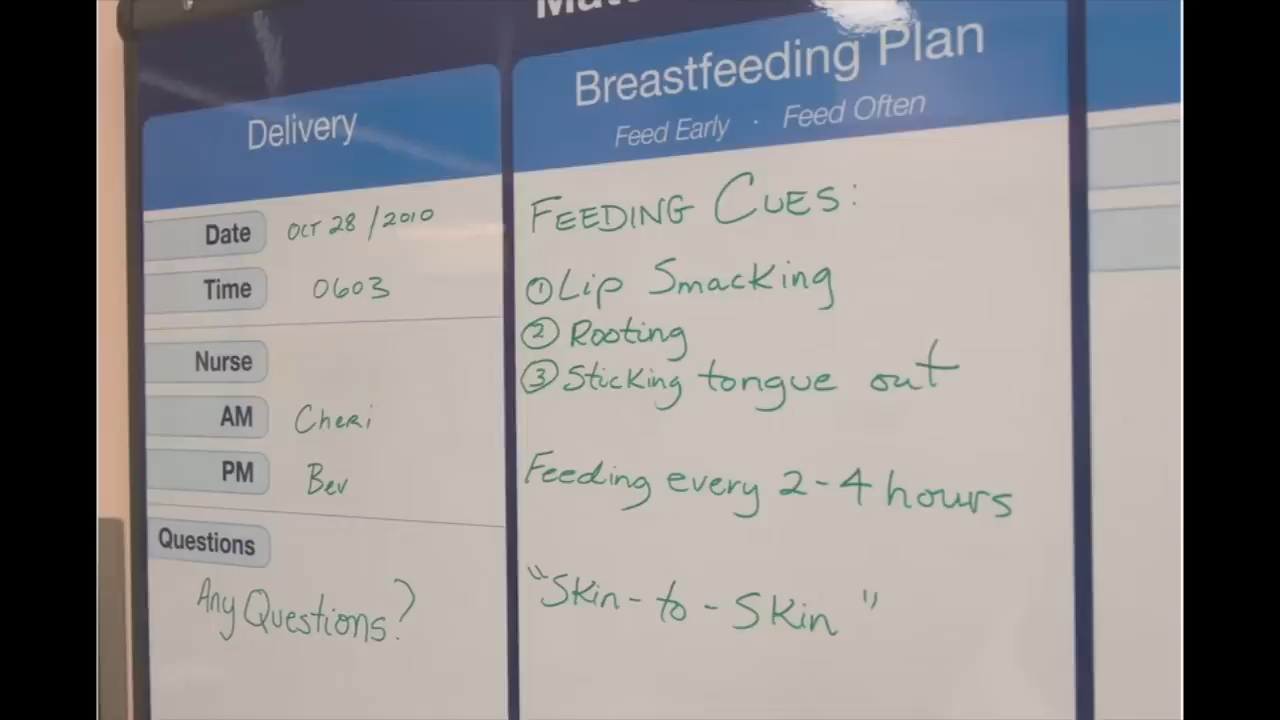 Delivery
Date OCT 28 / 2010
Time 0603
Nurse
AM Cheri
PM Bev
Questions
Any Questions?
Breastfeeding Plan
Feed Early · Feed Often
FEEDING CUES:
① Lip Smacking
② Rooting
③ Sticking tongue out
Feeding every 2-4 hours
"Skin-to-Skin"